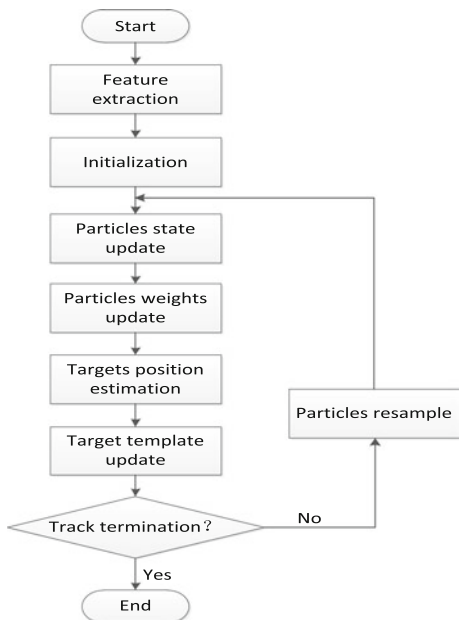 Start
Feature
extraction
Initialization
Particles state
update
Particles weights
update
Targets position
estimation
Particles resample
Target template
update
Track termination?
No
Yes
End